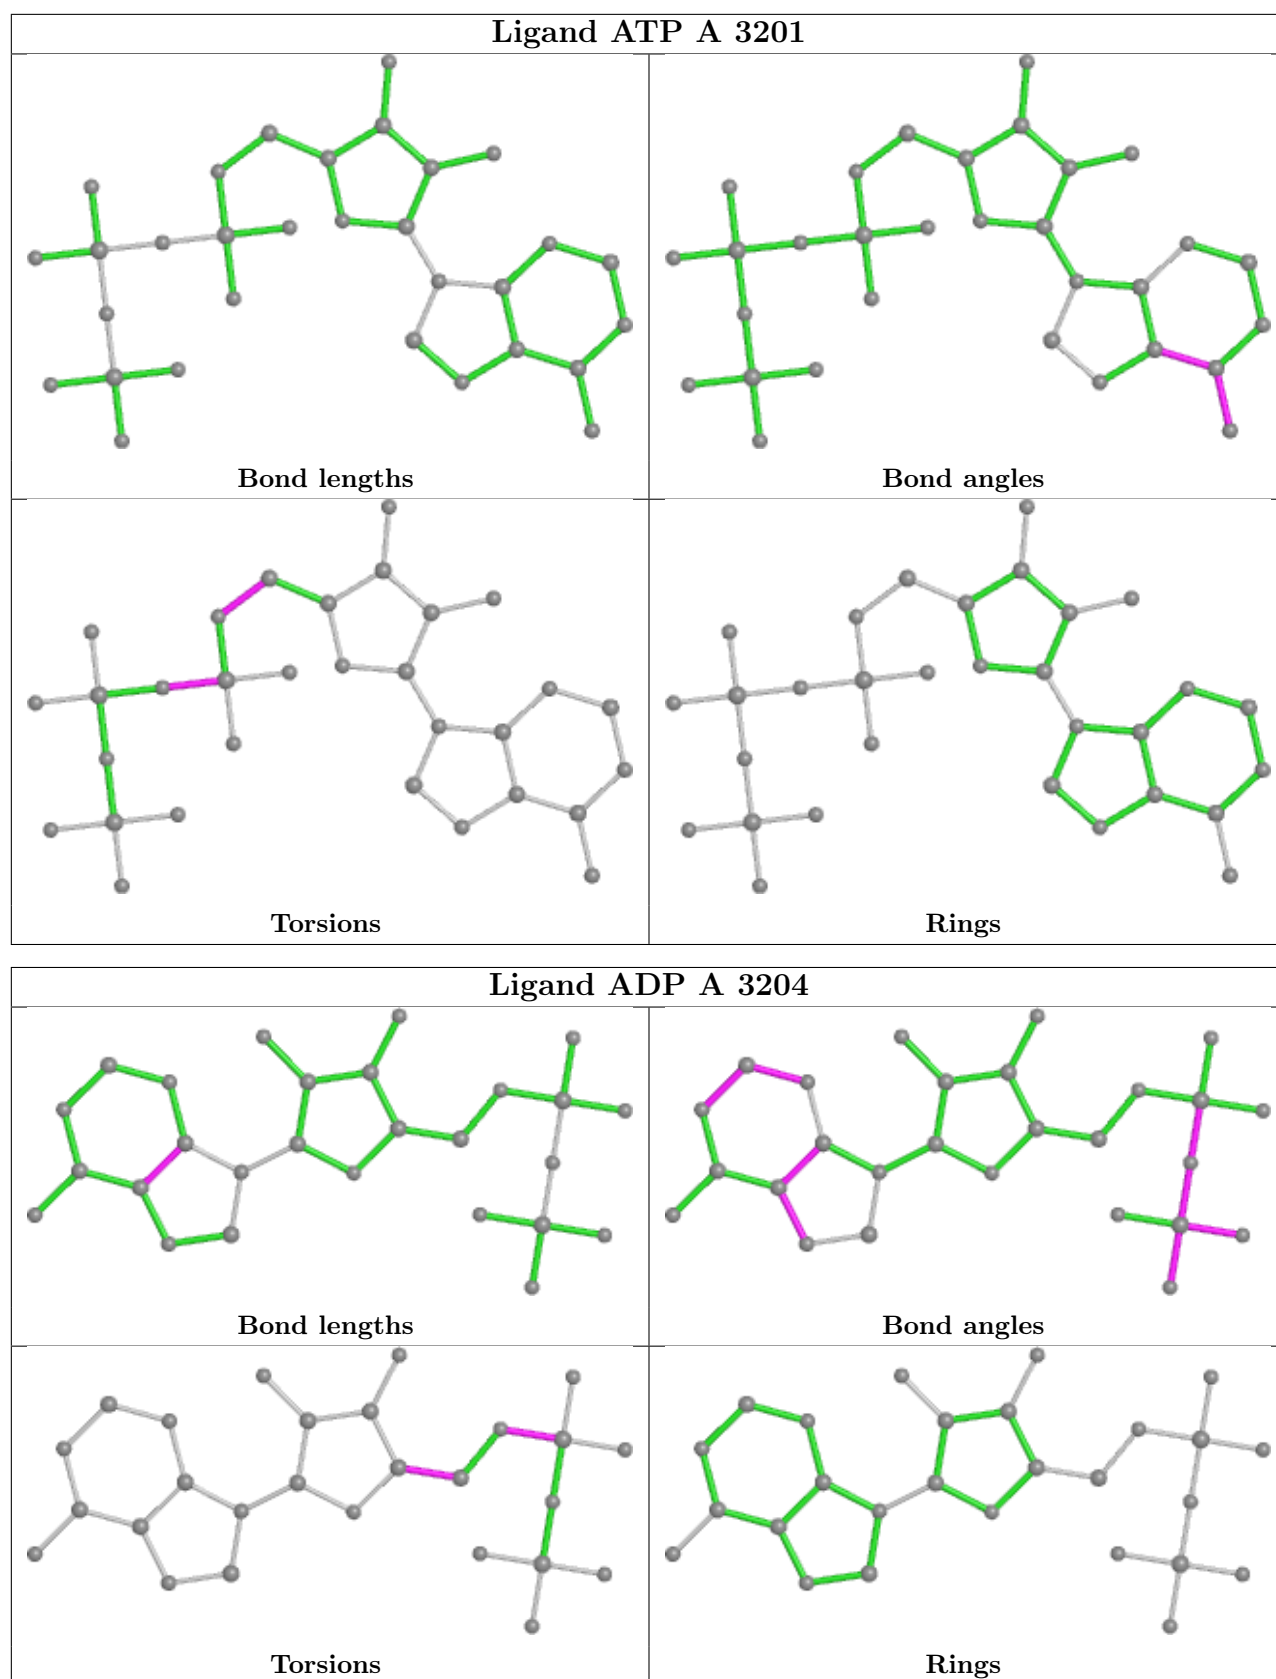 Ligand ATP A 3201
Bond lengths
Bond angles
Torsions
Rings
Ligand ADP A 3204
Bond lengths
Bond angles
Torsions
Rings